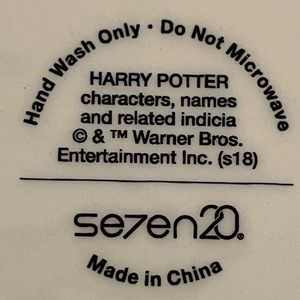 Hand Wash Only · Do Not Microwave
HARRY POTTER
characters, names
and related indicia
© & ™ Warner Bros.
Entertainment Inc. (s18)
se7en20®
Made in China